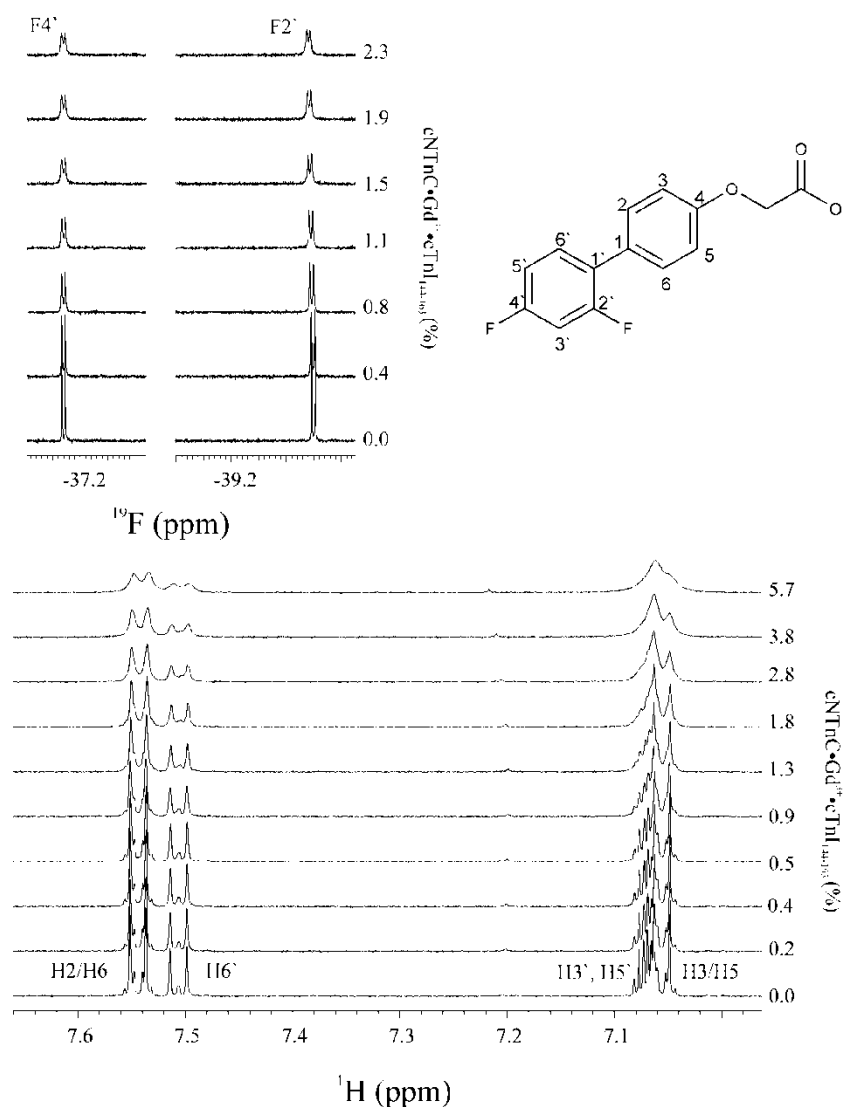 F4`
F2`
2.3
1.9
1.5
1.1
0.8
0.4
0.0
cNTnC•Gd³⁺•cTnI₁₄₄₋₁₆₃(%)
-37.2
-39.2
¹⁹F (ppm)
O
O
O
3
2
4
1
5
6
6`
1`
5`
4`
2`
3`
F
F
5.7
3.8
2.8
1.8
1.3
0.9
0.5
0.4
0.2
0.0
cNTnC•Gd³⁺•cTnI₁₄₄₋₁₆₃(%)
H2/H6
H6`
H3`, H5`
H3/H5
7.6
7.5
7.4
7.3
7.2
7.1
¹H (ppm)